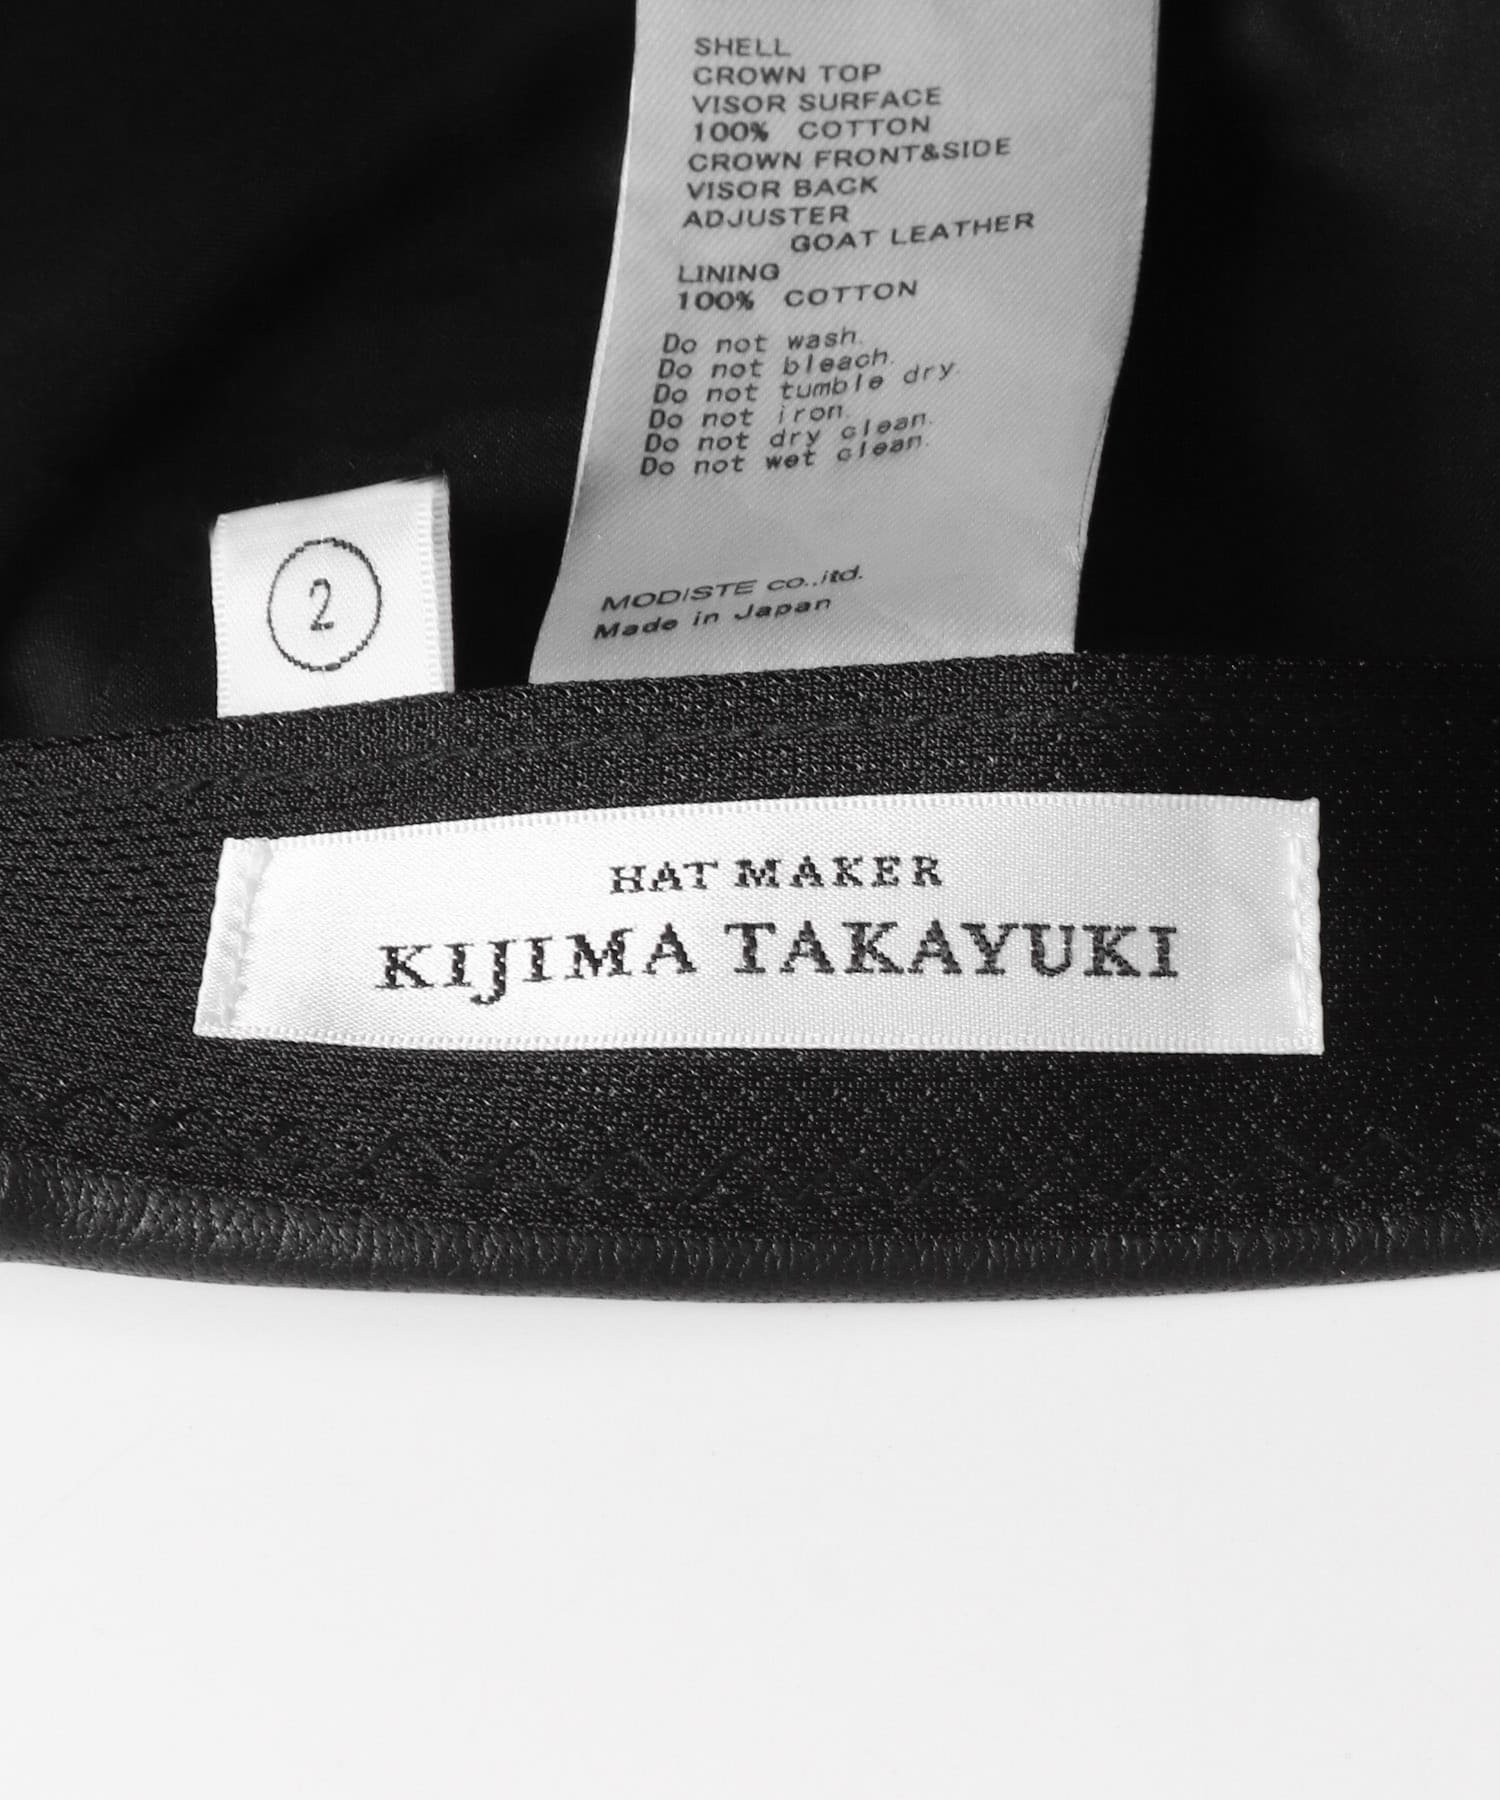 SHELL
CROWN TOP
VISOR SURFACE
100% COTTON
CROWN FRONT&SIDE
VISOR BACK
ADJUSTER
GOAT LEATHER
LINING
100% COTTON
Do not wash.
Do not bleach.
Do not tumble dry.
Do not iron.
Do not dry clean.
Do not wet clean.
MODISTE co.,itd.
Made in Japan
2
HAT MAKER
KIJIMA TAKAYUKI